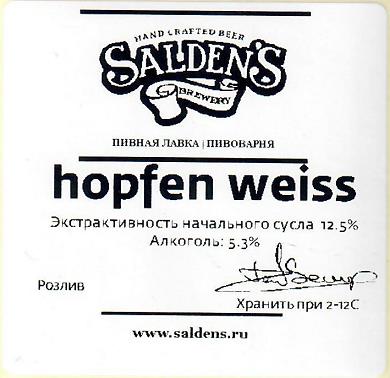 HAND CRAFTED BEER
SALDEN'S
BREWERY
ПИВНАЯ ЛАВКА | ПИВОВАРНЯ
hopfen weiss
Экстрактивность начального сусла 12.5%
Алкоголь: 5.3%
Розлив
Хранить при 2-12С
www.saldens.ru